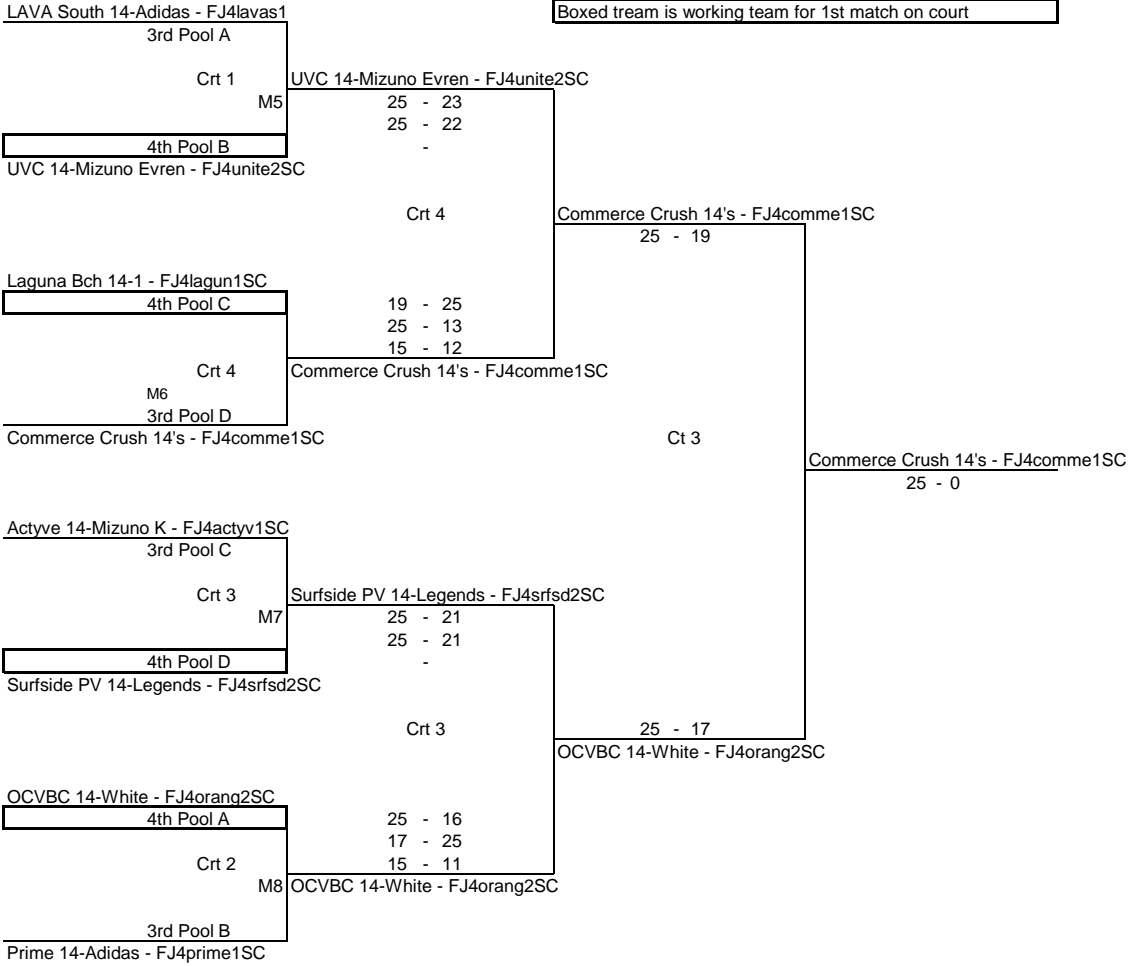 LAVA South 14-Adidas - FJ4lavas1
Boxed tream is working team for 1st match on court
3rd Pool A
Crt 1
UVC 14-Mizuno Evren - FJ4unite2SC
M5
25 - 23
25 - 22
4th Pool B
-
UVC 14-Mizuno Evren - FJ4unite2SC
Crt 4
Commerce Crush 14's - FJ4comme1SC
25 - 19
Laguna Bch 14-1 - FJ4lagun1SC
4th Pool C
19 - 25
25 - 13
15 - 12
Crt 4
Commerce Crush 14's - FJ4comme1SC
M6
3rd Pool D
Commerce Crush 14's - FJ4comme1SC
Ct 3
Commerce Crush 14's - FJ4comme1SC
25 - 0
Actyve 14-Mizuno K - FJ4actyv1SC
3rd Pool C
Crt 3
Surfside PV 14-Legends - FJ4srfsd2SC
M7
25 - 21
25 - 21
4th Pool D
-
Surfside PV 14-Legends - FJ4srfsd2SC
Crt 3
25 - 17
OCVBC 14-White - FJ4orang2SC
OCVBC 14-White - FJ4orang2SC
4th Pool A
25 - 16
17 - 25
Crt 2
15 - 11
M8
OCVBC 14-White - FJ4orang2SC
3rd Pool B
Prime 14-Adidas - FJ4prime1SC